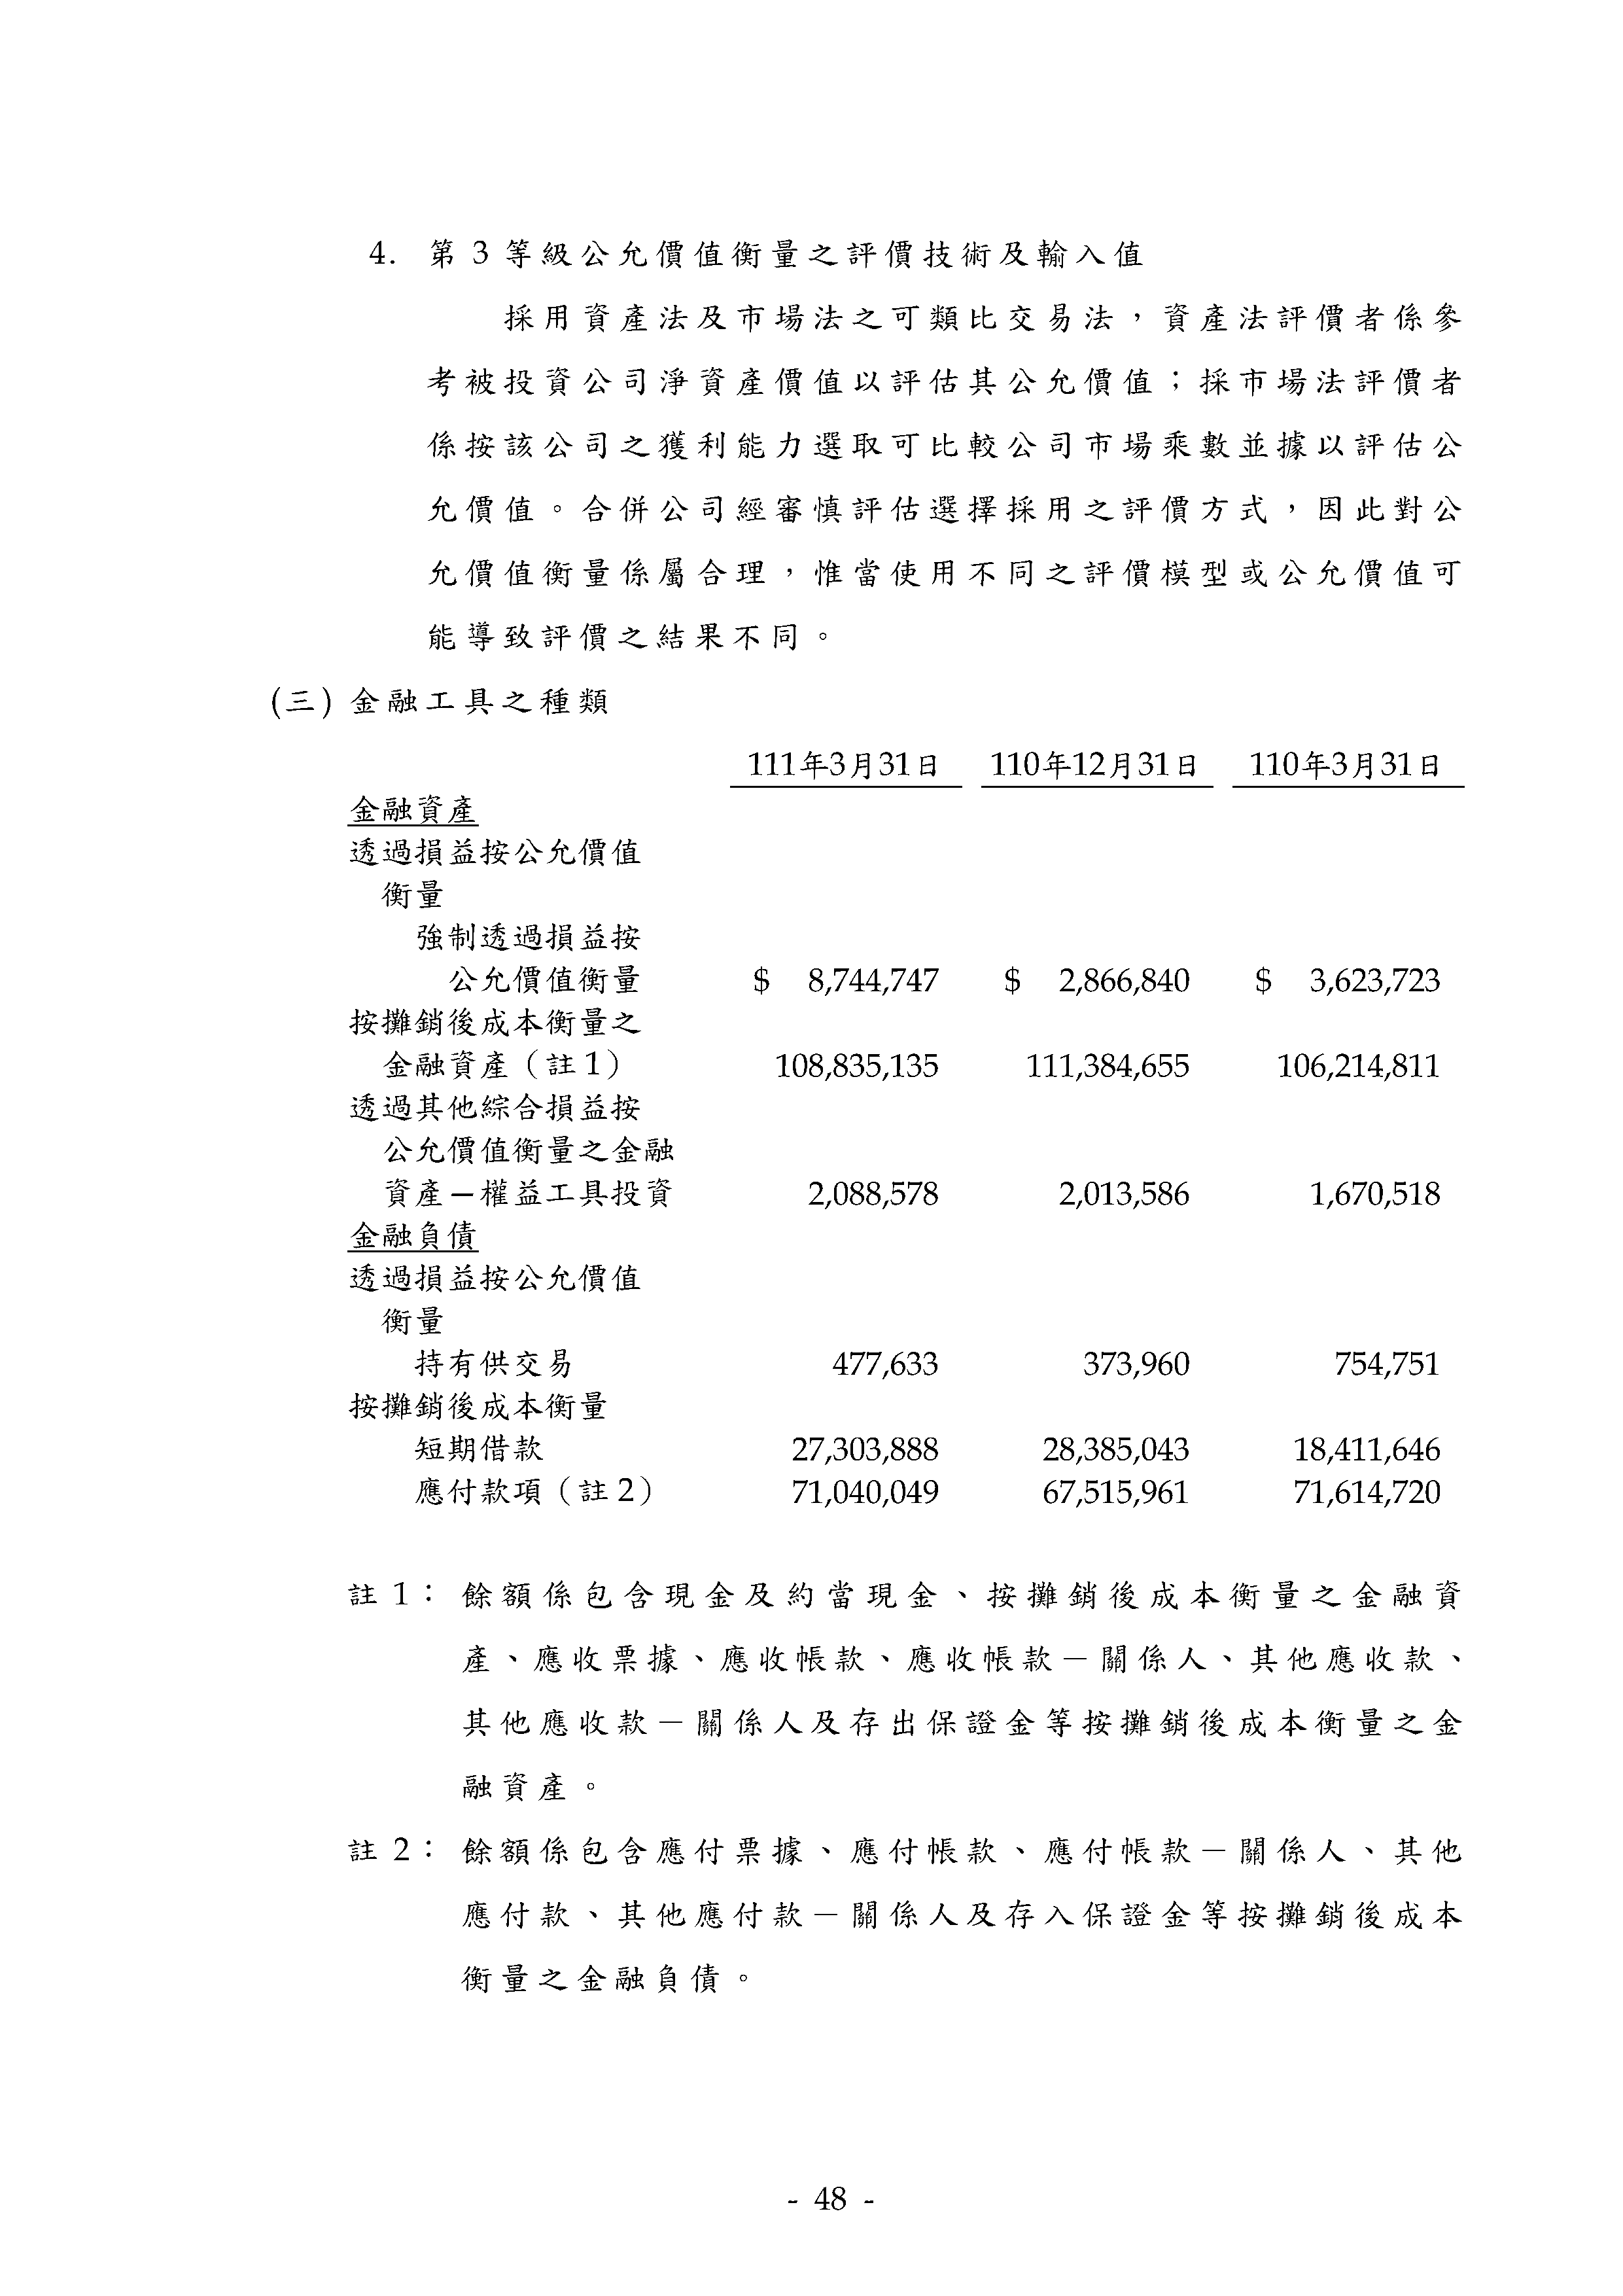 4. 第 3 等級公允價值衡量之評價技術及輸入值
採用資產法及市場法之可類比交易法，資產法評價者係參
考被投資公司淨資產價值以評估其公允價值；採市場法評價者
係按該公司之獲利能力選取可比較公司市場乘數並據以評估公
允價值。合併公司經審慎評估選擇採用之評價方式，因此對公
允價值衡量係屬合理，惟當使用不同之評價模型或公允價值可
能導致評價之結果不同。
(三) 金融工具之種類
111年3月31日 110年12月31日 110年3月31日
金融資產
透過損益按公允價值
衡量
強制透過損益按
公允價值衡量 $ 8,744,747 $ 2,866,840 $ 3,623,723
按攤銷後成本衡量之
金融資產（註1） 108,835,135 111,384,655 106,214,811
透過其他綜合損益按
公允價值衡量之金融
資產－權益工具投資 2,088,578 2,013,586 1,670,518
金融負債
透過損益按公允價值
衡量
持有供交易 477,633 373,960 754,751
按攤銷後成本衡量
短期借款 27,303,888 28,385,043 18,411,646
應付款項（註2） 71,040,049 67,515,961 71,614,720
註 1：餘額係包含現金及約當現金、按攤銷後成本衡量之金融資
產、應收票據、應收帳款、應收帳款－關係人、其他應收款、
其他應收款－關係人及存出保證金等按攤銷後成本衡量之金
融資產。
註 2：餘額係包含應付票據、應付帳款、應付帳款－關係人、其他
應付款、其他應付款－關係人及存入保證金等按攤銷後成本
衡量之金融負債。
- 48 -